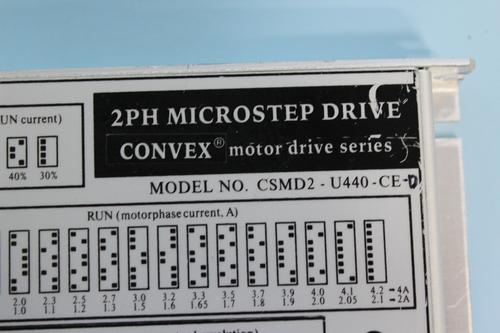 UN current)
40% 30%
2PH MICROSTEP DRIVE
CONVEX® motor drive series
MODEL NO. CSMD2 - U440 - CE-D
RUN (motorphase current, A)
2.0 2.3 2.5 2.7 3.0 3.2 3.3 3.5 3.7 3.8 4.0 4.1 4.2 →4A
1.0 1.1 1.2 1.3 1.5 1.6 1.65 1.7 1.8 1.9 2.0 2.05 2.1 →2A